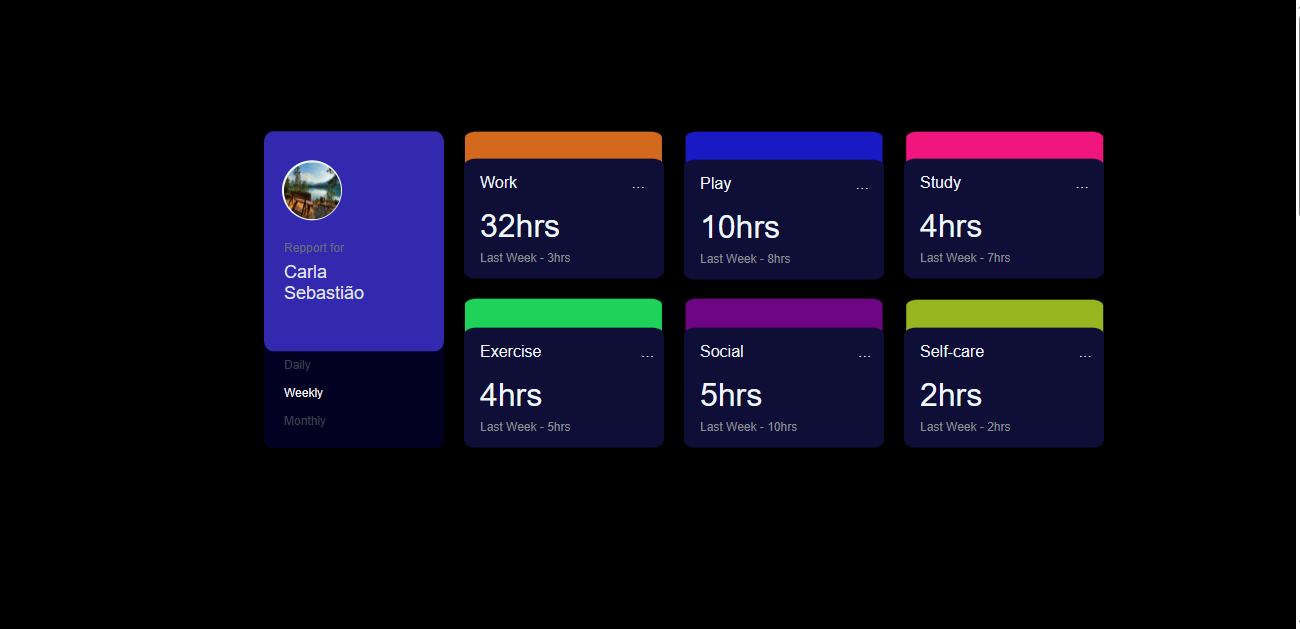 Repport for
Carla
Sebastião
Daily
Weekly
Monthly
Work ...
32hrs
Last Week - 3hrs
Play ...
10hrs
Last Week - 8hrs
Study ...
4hrs
Last Week - 7hrs
Exercise ...
4hrs
Last Week - 5hrs
Social ...
5hrs
Last Week - 10hrs
Self-care ...
2hrs
Last Week - 2hrs